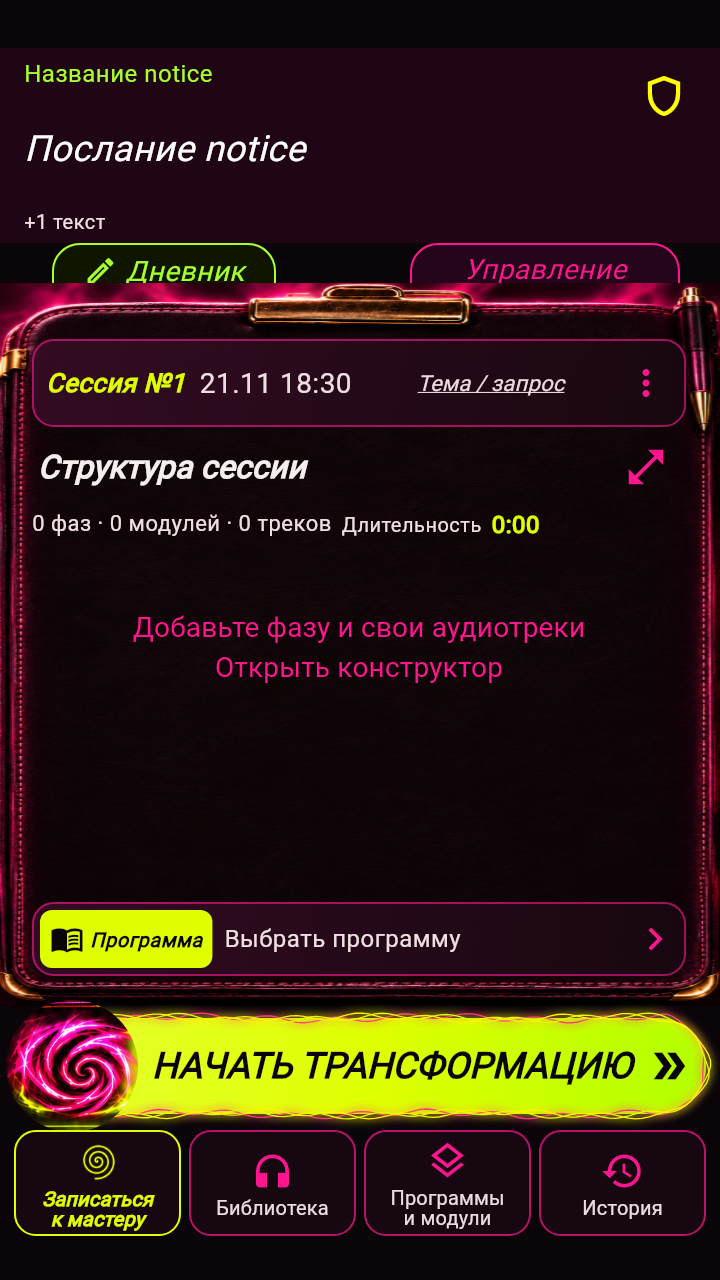 Название notice
Послание notice
+1 текст
Дневник
Управление
Сессия №1 21.11 18:30 Тема / запрос
Структура сессии
0 фаз · 0 модулей · 0 треков Длительность 0:00
Добавьте фазу и свои аудиотреки
Открыть конструктор
Программа Выбрать программу
НАЧАТЬ ТРАНСФОРМАЦИЮ »
Записаться
к мастеру
Библиотека
Программы
и модули
История